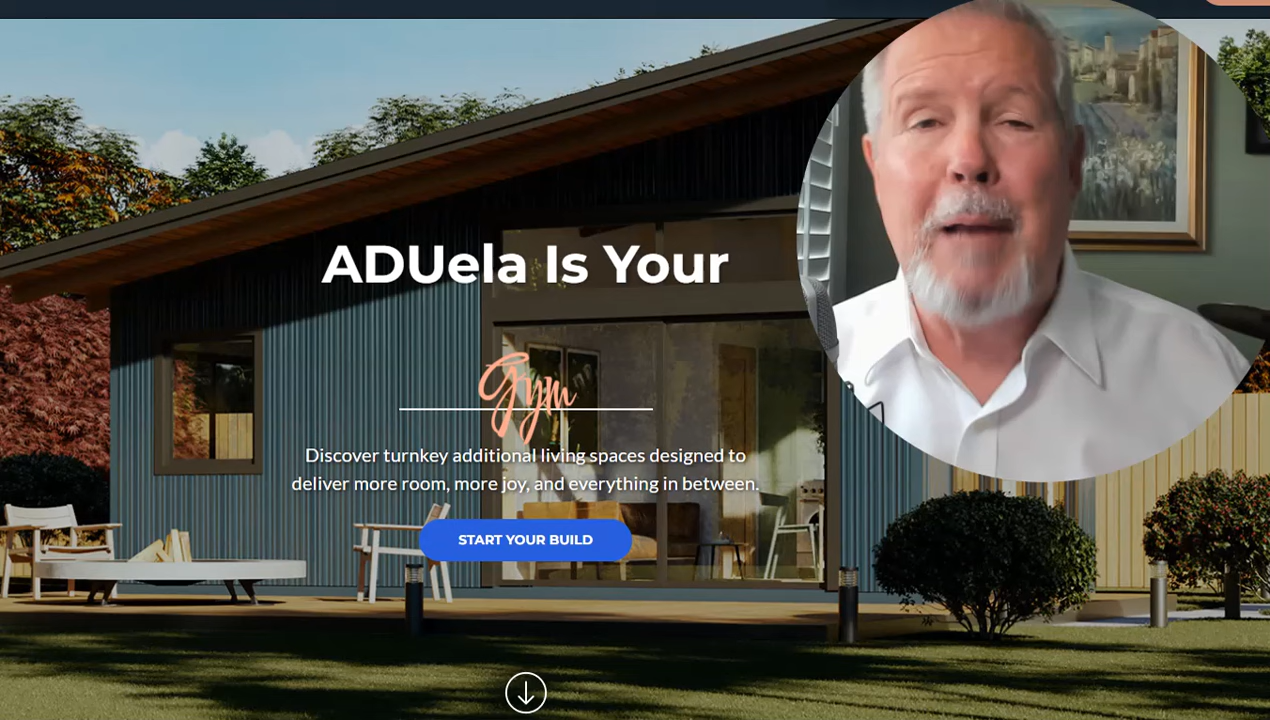 ADUela Is Your
Gym
Discover turnkey additional living spaces designed to
deliver more room, more joy, and everything in between.
START YOUR BUILD